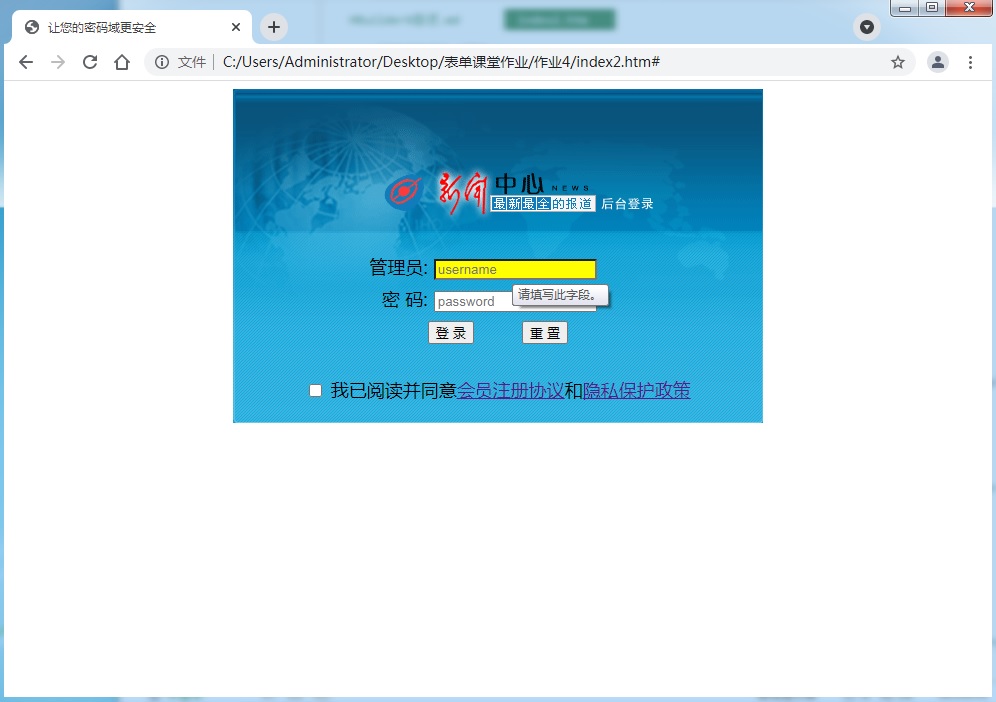 让您的密码域更安全
文件 C:/Users/Administrator/Desktop/表单课堂作业/作业4/index2.htm#
新闻 中心 NEWS
最新最全的报道 后台登录
管理员: username
密 码: password
请填写此字段。
登 录 重 置
我已阅读并同意会员注册协议和隐私保护政策